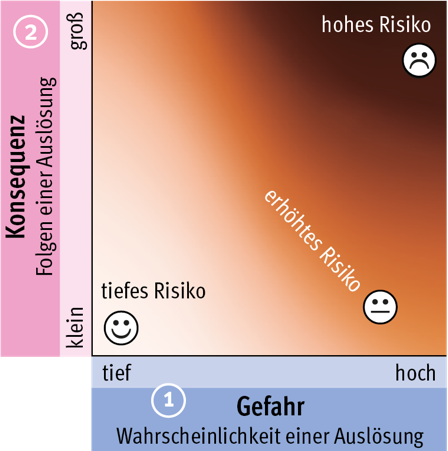 2
Konsequenz
Folgen einer Auslösung
groß
klein
hohes Risiko
erhöhtes Risiko
tiefes Risiko
tief
hoch
1
Gefahr
Wahrscheinlichkeit einer Auslösung